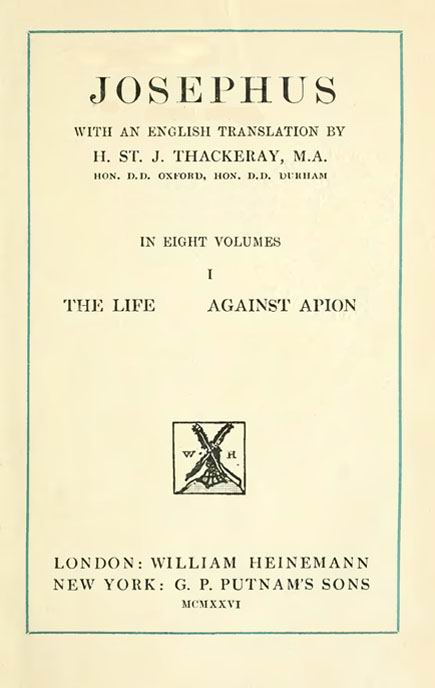 JOSEPHUS
WITH AN ENGLISH TRANSLATION BY
H. ST. J. THACKERAY, M.A.
HON. D.D. OXFORD, HON. D.D. DURHAM
IN EIGHT VOLUMES
I
THE LIFE AGAINST APION
W H
LONDON: WILLIAM HEINEMANN
NEW YORK: G. P. PUTNAM'S SONS
MCMXXVI